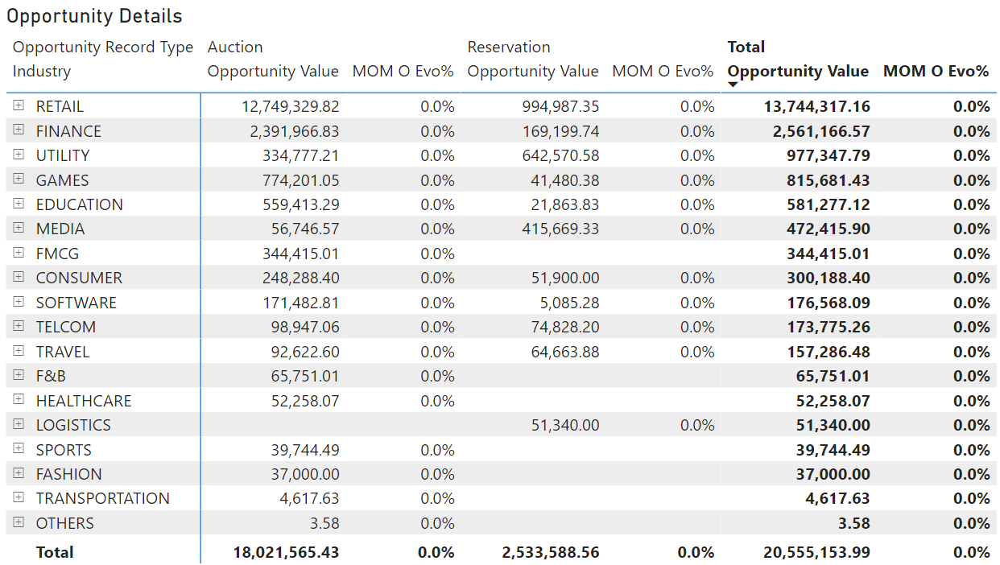 Opportunity Details
Opportunity Record Type Auction Reservation Total
Industry Opportunity Value MOM O Evo% Opportunity Value MOM O Evo% Opportunity Value MOM O Evo%
RETAIL 12,749,329.82 0.0% 994,987.35 0.0% 13,744,317.16 0.0%
FINANCE 2,391,966.83 0.0% 169,199.74 0.0% 2,561,166.57 0.0%
UTILITY 334,777.21 0.0% 642,570.58 0.0% 977,347.79 0.0%
GAMES 774,201.05 0.0% 41,480.38 0.0% 815,681.43 0.0%
EDUCATION 559,413.29 0.0% 21,863.83 0.0% 581,277.12 0.0%
MEDIA 56,746.57 0.0% 415,669.33 0.0% 472,415.90 0.0%
FMCG 344,415.01 0.0% 344,415.01 0.0%
CONSUMER 248,288.40 0.0% 51,900.00 0.0% 300,188.40 0.0%
SOFTWARE 171,482.81 0.0% 5,085.28 0.0% 176,568.09 0.0%
TELCOM 98,947.06 0.0% 74,828.20 0.0% 173,775.26 0.0%
TRAVEL 92,622.60 0.0% 64,663.88 0.0% 157,286.48 0.0%
F&B 65,751.01 0.0% 65,751.01 0.0%
HEALTHCARE 52,258.07 0.0% 52,258.07 0.0%
LOGISTICS 51,340.00 0.0% 51,340.00 0.0%
SPORTS 39,744.49 0.0% 39,744.49 0.0%
FASHION 37,000.00 0.0% 37,000.00 0.0%
TRANSPORTATION 4,617.63 0.0% 4,617.63 0.0%
OTHERS 3.58 0.0% 3.58 0.0%
Total 18,021,565.43 0.0% 2,533,588.56 0.0% 20,555,153.99 0.0%